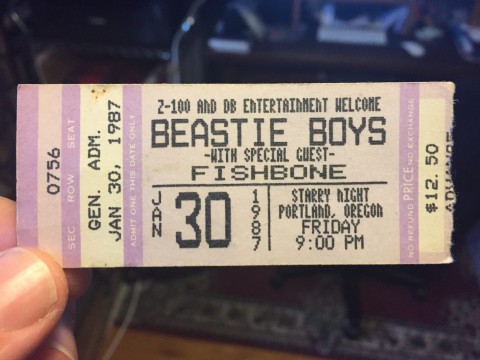 0756
SEC ROW SEAT
GEN. ADM.
JAN 30, 1987
ADMIT ONE THIS DATE ONLY
Z-100 AND DB ENTERTAINMENT WELCOME
BEASTIE BOYS
-WITH SPECIAL GUEST-
FISHBONE
JAN 30 1987
STARRY NIGHT
PORTLAND, OREGON
FRIDAY
9:00 PM
NO REFUND PRICE NO EXCHANGE
$12.50
ADVANCE